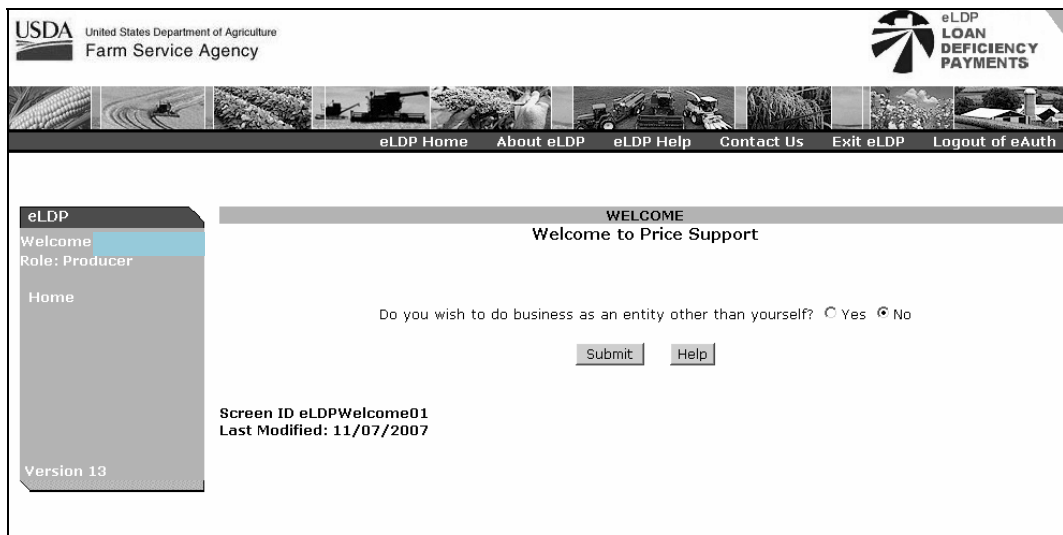 USDA United States Department of Agriculture
Farm Service Agency
eLDP
LOAN
DEFICIENCY
PAYMENTS
eLDP Home About eLDP eLDP Help Contact Us Exit eLDP Logout of eAuth
eLDP
Welcome
Role: Producer
Home
Version 13
WELCOME
Welcome to Price Support
Do you wish to do business as an entity other than yourself? Yes No
Submit Help
Screen ID eLDPWelcome01
Last Modified: 11/07/2007